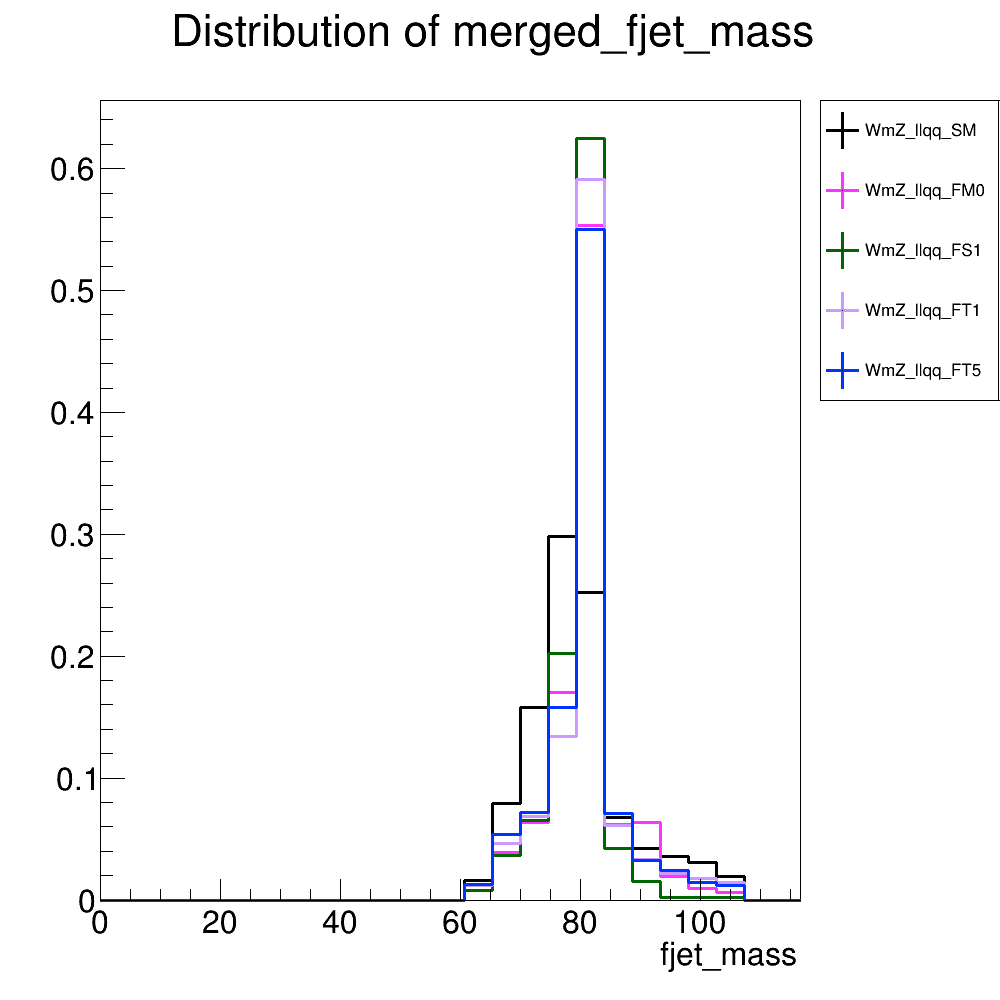 Distribution of merged_fjet_mass
WmZ_llqq_SM
WmZ_llqq_FM0
WmZ_llqq_FS1
WmZ_llqq_FT1
WmZ_llqq_FT5
0.6
0.5
0.4
0.3
0.2
0.1
0
0 20 40 60 80 100
fjet_mass